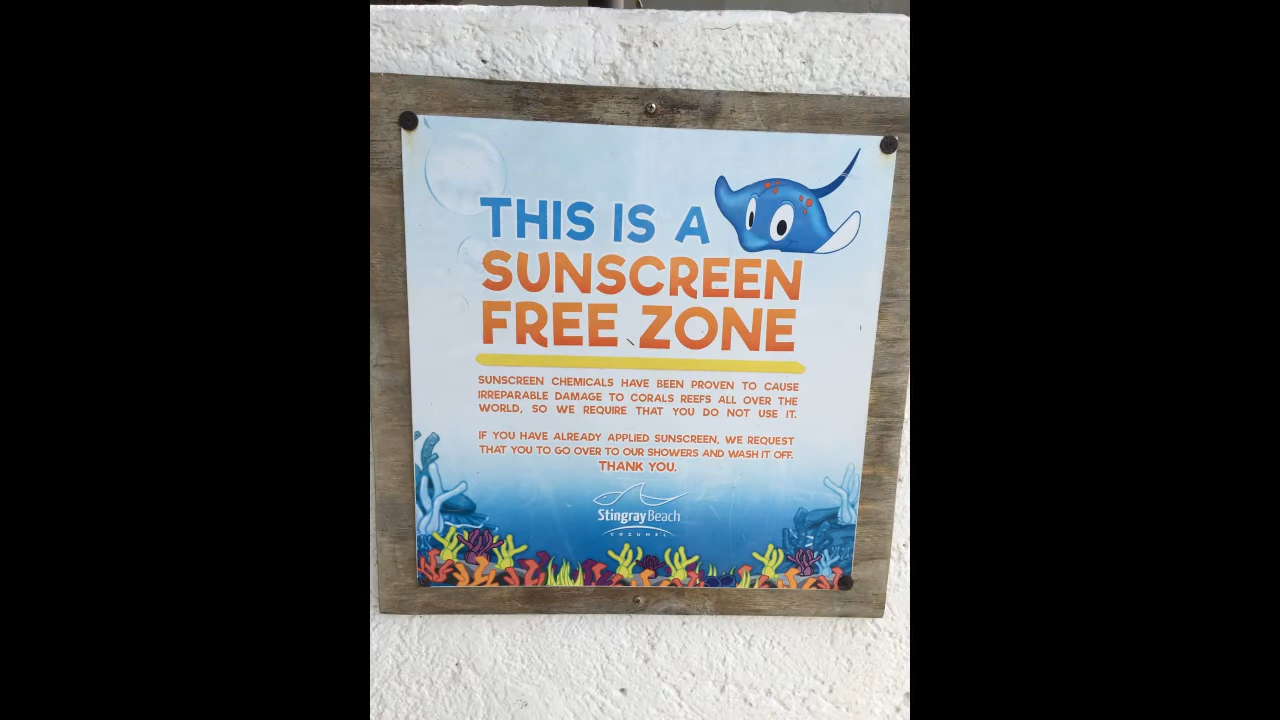 THIS IS A
SUNSCREEN
FREE ZONE
SUNSCREEN CHEMICALS HAVE BEEN PROVEN TO CAUSE
IRREPARABLE DAMAGE TO CORALS REEFS ALL OVER THE
WORLD, SO WE REQUIRE THAT YOU DO NOT USE IT.
IF YOU HAVE ALREADY APPLIED SUNSCREEN, WE REQUEST
THAT YOU TO GO OVER TO OUR SHOWERS AND WASH IT OFF.
THANK YOU.
Stingray Beach
COZUMEL